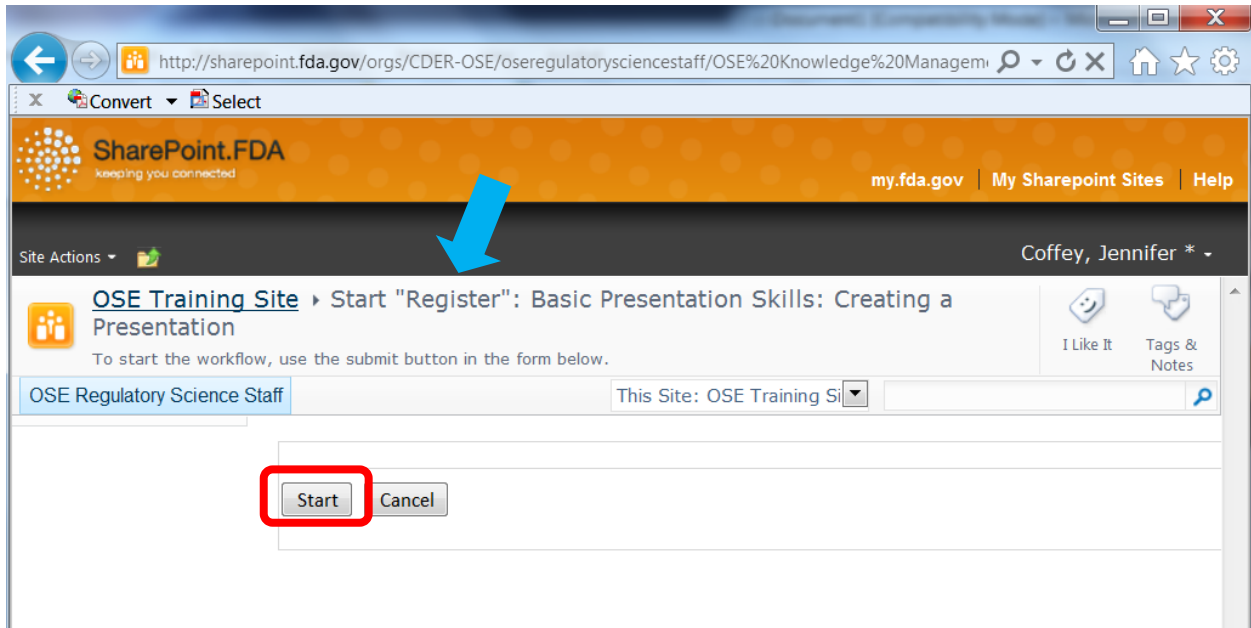 http://sharepoint.fda.gov/orgs/CDER-OSE/oseregulatorysciencestaff/OSE%20Knowledge%20Managem
x Convert Select
SharePoint.FDA
keeping you connected
my.fda.gov | My Sharepoint Sites | Help
Site Actions
Coffey, Jennifer *
OSE Training Site ▸ Start "Register": Basic Presentation Skills: Creating a
Presentation
To start the workflow, use the submit button in the form below.
I Like It
Tags &
Notes
OSE Regulatory Science Staff
This Site: OSE Training Si
Start Cancel